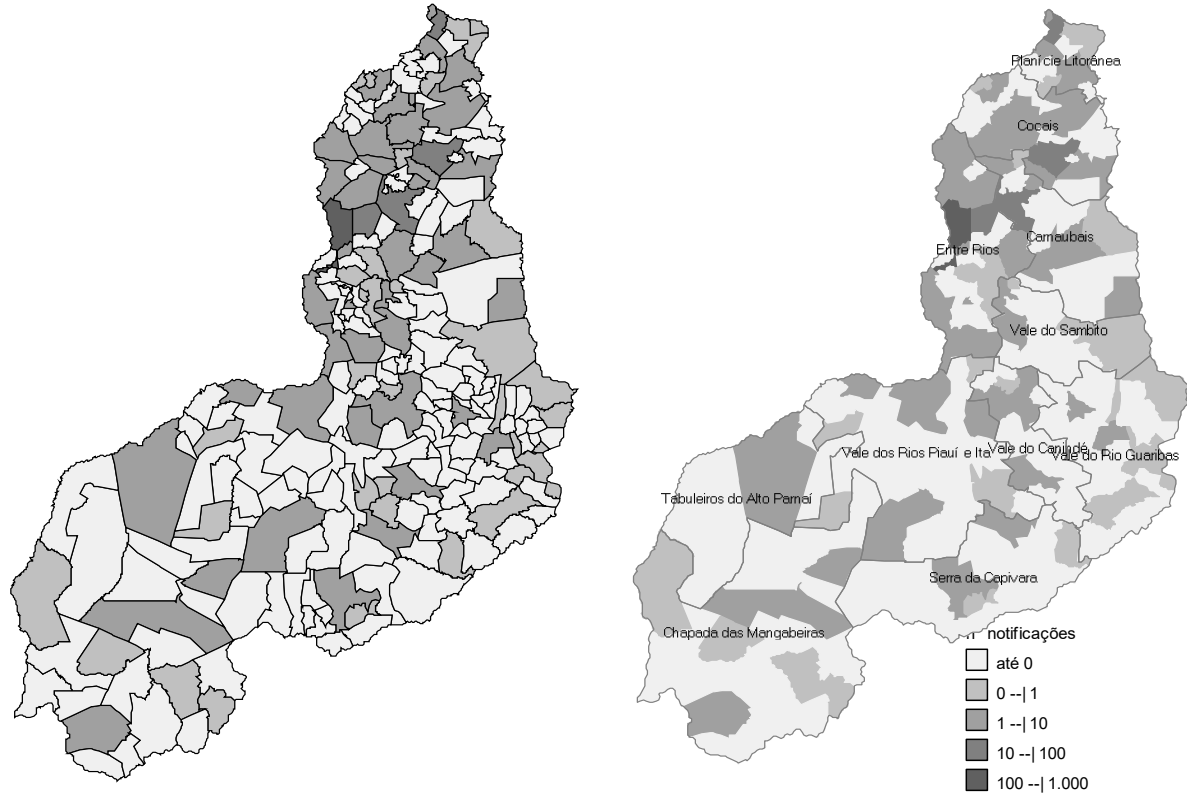 Planície Litorânea
Cocais
Carnaubais
Entre Rios
Vale do Sambito
Vale dos Rios Piauí e Ita
Vale do Canindé
Vale do Rio Guaribas
Tabuleiros do Alto Parnaí
Serra da Capivara
Chapada das Mangabeiras
notificações
até 0
0 --| 1
1 --| 10
10 --| 100
100 --| 1.000